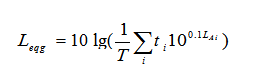 L_{eqg} = 10 lg(\frac{1}{T} \sum_{i} t_i 10^{0.1L_{Ai}})